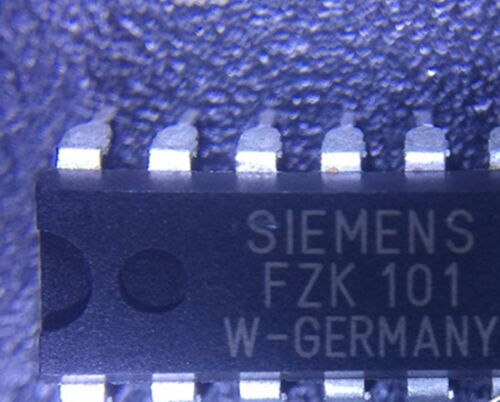 SIEMENS
FZK 101
W-GERMANY